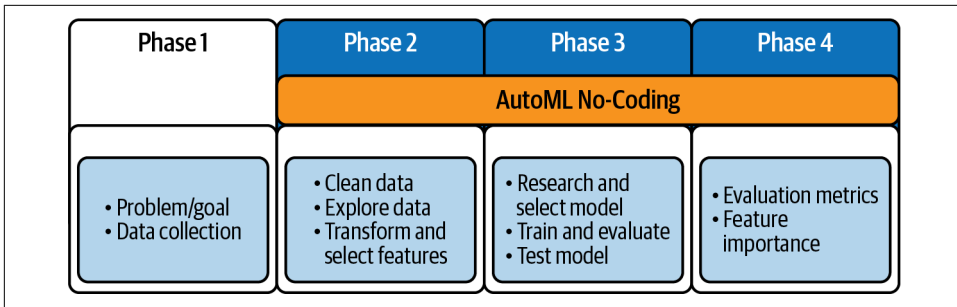 Phase 1
Phase 2
Phase 3
Phase 4
AutoML No-Coding
• Problem/goal
• Data collection
• Clean data
• Explore data
• Transform and
select features
• Research and
select model
• Train and evaluate
• Test model
• Evaluation metrics
• Feature
importance